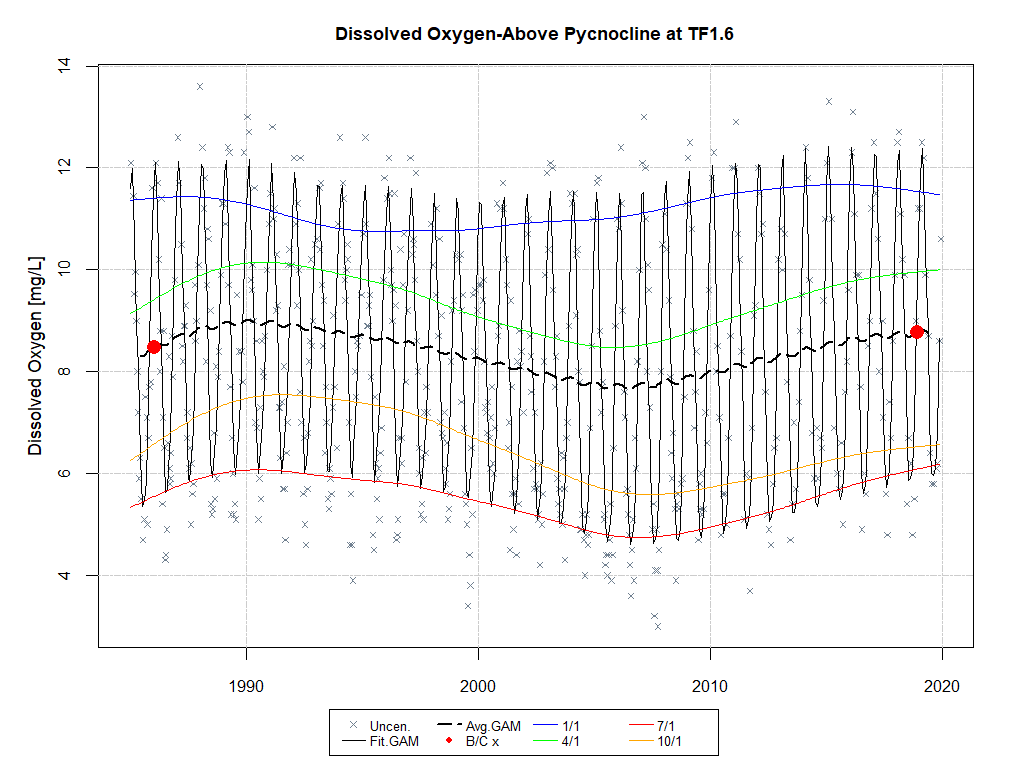 Dissolved Oxygen-Above Pycnocline at TF1.6
Dissolved Oxygen [mg/L]
14
12
10
8
6
4
1990 2000 2010 2020
Uncen. Avg.GAM 1/1 7/1
Fit.GAM B/C x 4/1 10/1